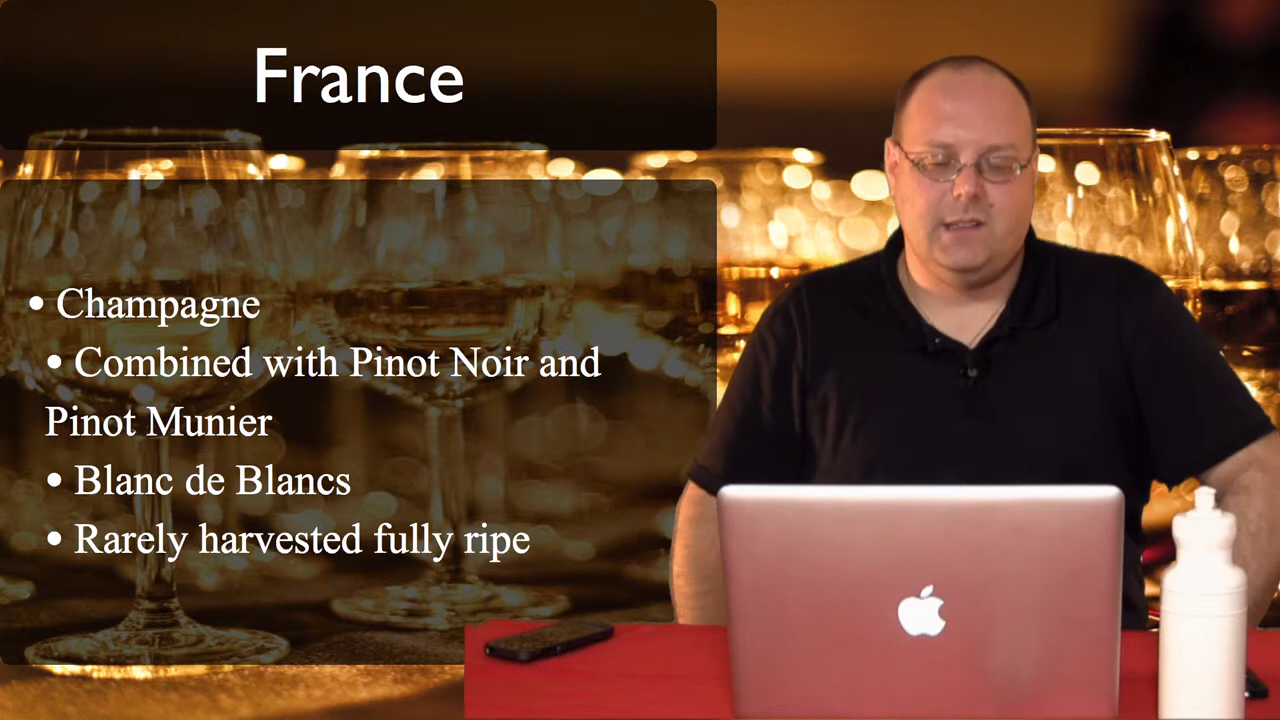 France
• Champagne
• Combined with Pinot Noir and
Pinot Munier
• Blanc de Blancs
• Rarely harvested fully ripe